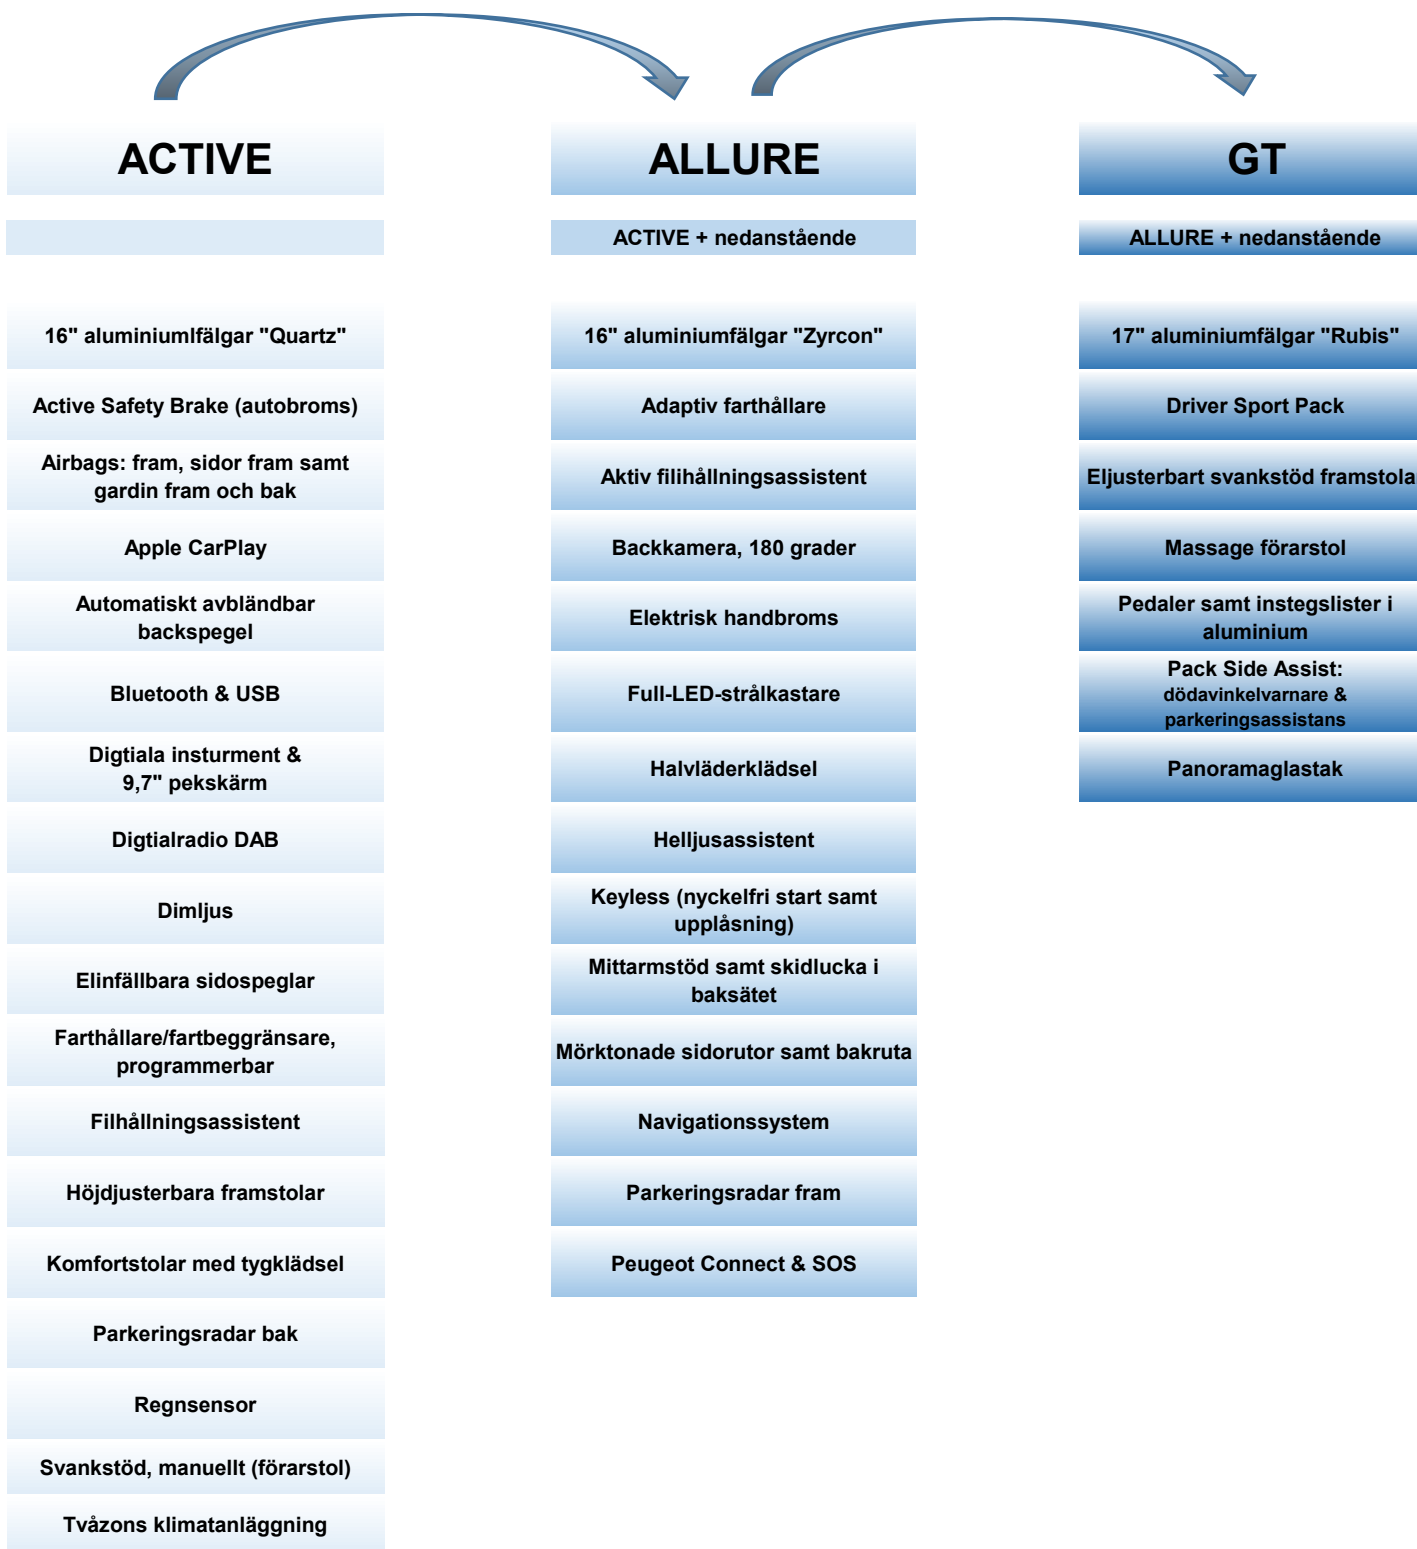 ACTIVE
ALLURE
GT
ACTIVE + nedanstående
ALLURE + nedanstående
16" aluminiumlfälgar "Quartz"
Active Safety Brake (autobroms)
Airbags: fram, sidor fram samt
gardin fram och bak
Apple CarPlay
Automatiskt avbländbar
backspegel
Bluetooth & USB
Digtiala insturment &
9,7" pekskärm
Digtialradio DAB
Dimljus
Elinfällbara sidospeglar
Farthållare/fartbeggränsare,
programmerbar
Filhållningsassistent
Höjdjusterbara framstolar
Komfortstolar med tygklädsel
Parkeringsradar bak
Regnsensor
Svankstöd, manuellt (förarstol)
Tvåzons klimatanläggning
16" aluminiumfälgar "Zyrcon"
Adaptiv farthållare
Aktiv filihållningsassistent
Backkamera, 180 grader
Elektrisk handbroms
Full-LED-strålkastare
Halvläderklädsel
Helljusassistent
Keyless (nyckelfri start samt
upplåsning)
Mittarmstöd samt skidlucka i
baksätet
Mörktonade sidorutor samt bakruta
Navigationssystem
Parkeringsradar fram
Peugeot Connect & SOS
17" aluminiumfälgar "Rubis"
Driver Sport Pack
Eljusterbart svankstöd framstola
Massage förarstol
Pedaler samt instegslister i
aluminium
Pack Side Assist:
dödavinkelvarnare &
parkeringsassistans
Panoramaglastak